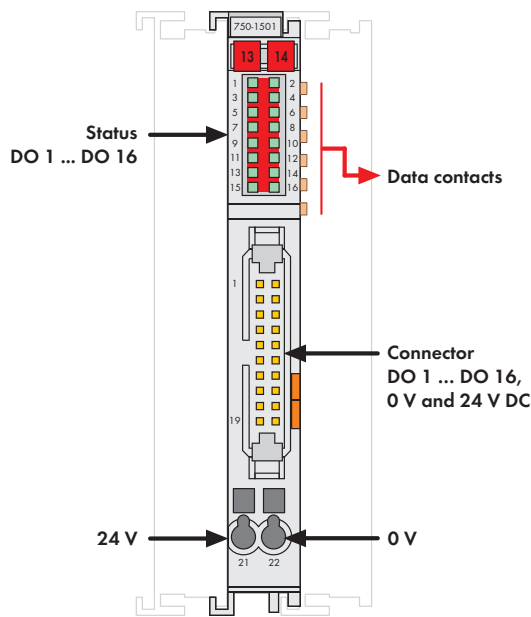 750-1501
13 14
1 2
3 4
5 6
7 8
9 10
11 12
13 14
15 16
Status
DO 1 ... DO 16
Data contacts
1
Connector
DO 1 ... DO 16,
0 V and 24 V DC
19
24 V
0 V
21 22